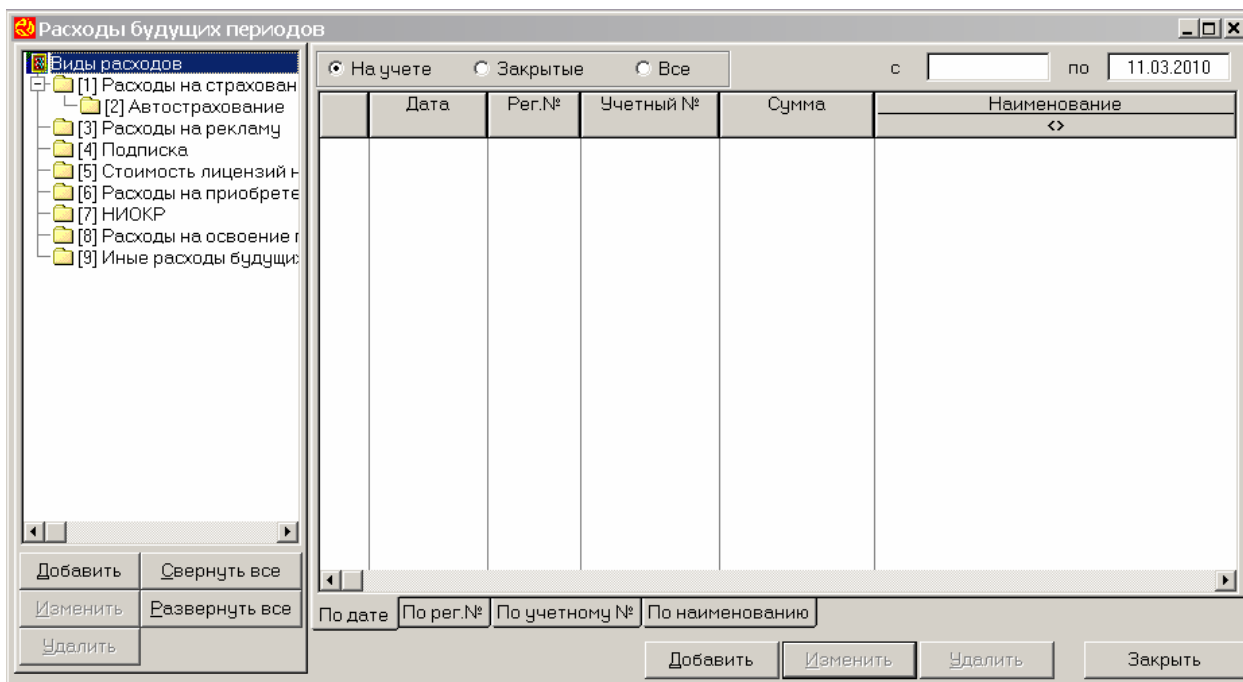 Расходы будущих периодов
Виды расходов
[1] Расходы на страхован
[2] Автострахование
[3] Расходы на рекламу
[4] Подписка
[5] Стоимость лицензий н
[6] Расходы на приобрете
[7] НИОКР
[8] Расходы на освоение п
[9] Иные расходы будущих
Добавить Свернуть все
Изменить Развернуть все
Удалить
На учете Закрытые Все с по 11.03.2010
Дата Рег.№ Учетный № Сумма Наименование
<>
По дате По рег.№ По учетному № По наименованию
Добавить Изменить Удалить Закрыть